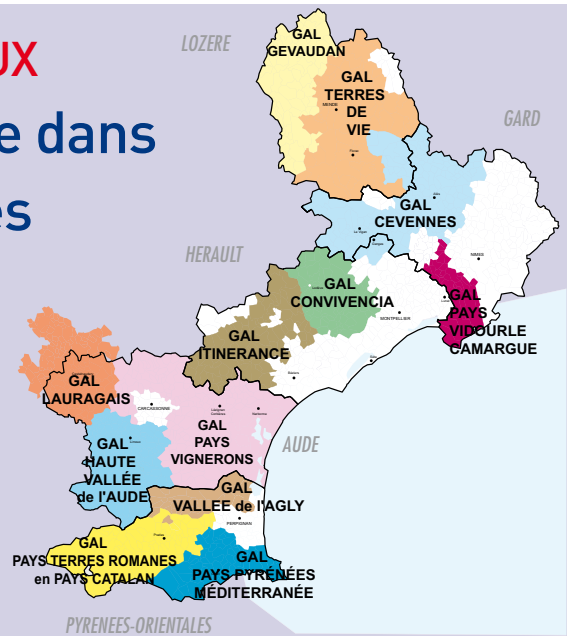 UX
e dans
es
LOZERE
GAL
GEVAUDAN
GAL
TERRES
DE
VIE
MENDE
GARD
GAL
CEVENNES
NIMES
HERAULT
GAL
CONVIVENCIA
MONTPELLIER
GAL
PAYS
VIDOURLE
CAMARGUE
GAL
ITINERANCE
GAL
LAURAGAIS
CARCASSONNE
GAL
PAYS
VIGNERONS
AUDE
GAL
HAUTE
VALLÉE
de l'AUDE
GAL
VALLEE de l'AGLY
PERPIGNAN
GAL
PAYS TERRES ROMANES
en PAYS CATALAN
GAL
PAYS PYRÉNÉES
MÉDITERRANÉE
PYRENEES-ORIENTALES